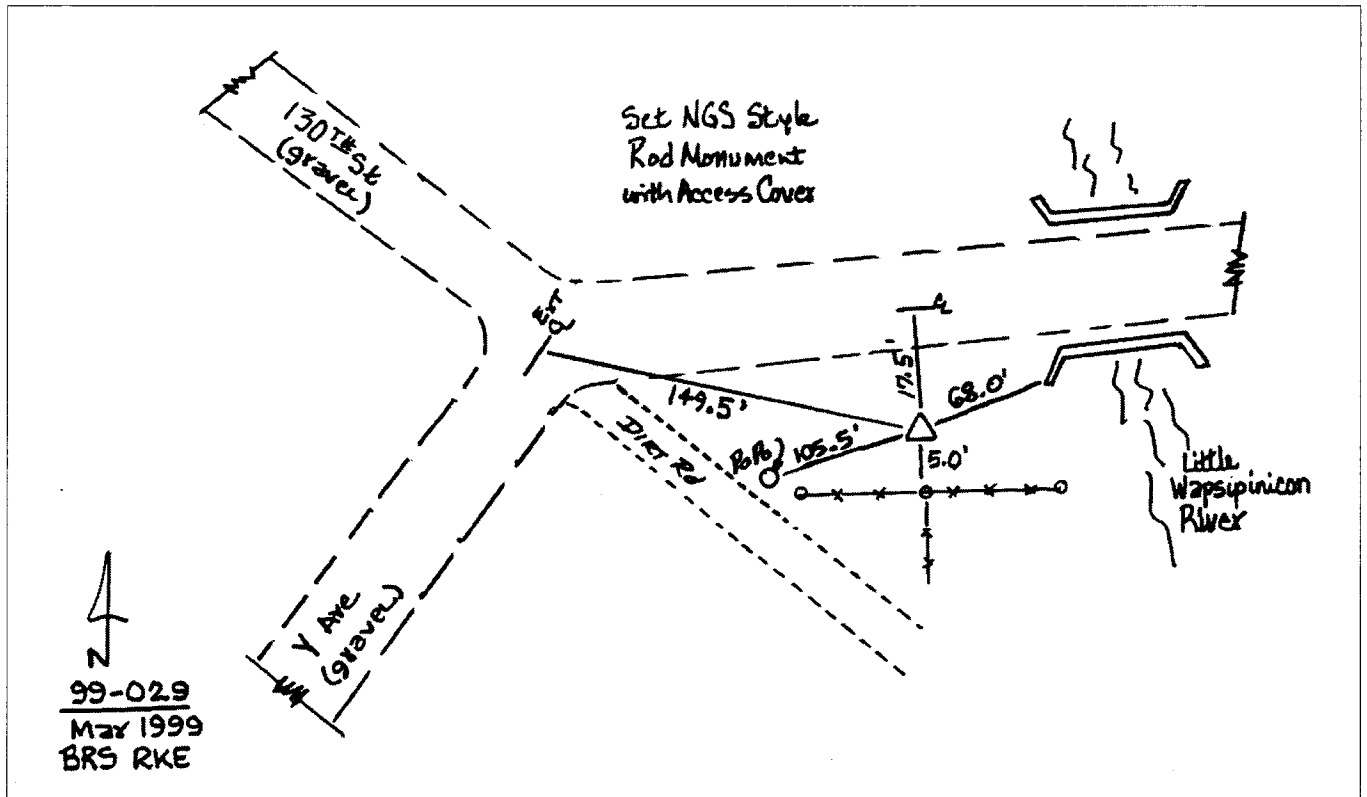 130TH St
(gravel)
Set NGS Style
Rod Monument
with Access Cover
Ext
℄
17.5'
68.0'
149.5'
Dirt Rd
PoPo
105.5'
5.0'
Little
Wapsipinicon
River
Y Ave
(gravel)
N
99-029
Mar 1999
BRS RKE